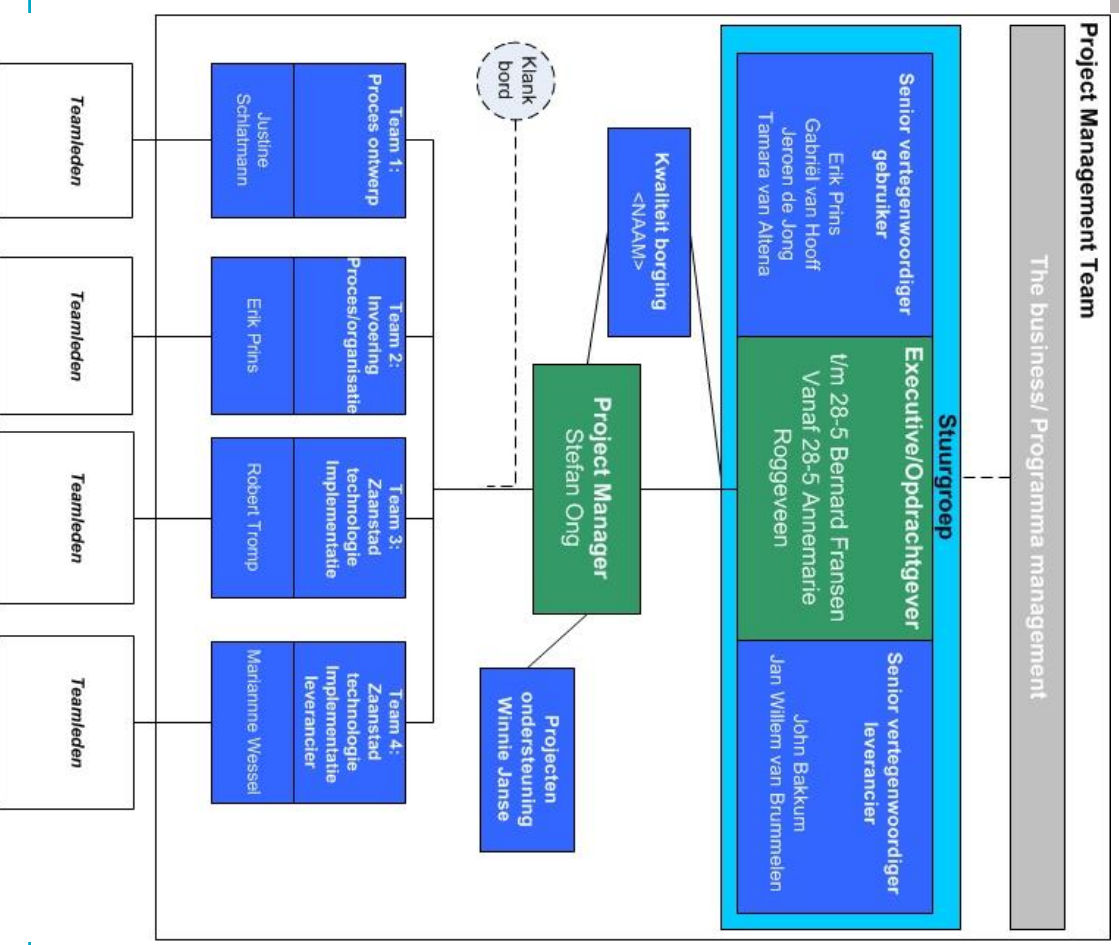 Project Management Team
The business/ Programma management
Stuurgroep
Senior vertegenwoordiger
gebruiker
Erik Prins
Gabriël van Hooff
Jeroen de Jong
Tamara van Altena
Executive/Opdrachtgever
t/m 28-5 Bernard Fransen
Vanaf 28-5 Annemarie
Roggeveen
Senior vertegenwoordiger
leverancier
John Bakkum
Jan Willem van Brummelen
Kwaliteit borging
<NAAM>
Project Manager
Stefan Ong
Klank
bord
Projecten
ondersteuning
Winnie Janse
Team 1:
Proces ontwerp
Justine
Schlatmann
Team 2:
Invoering
Proces/organisatie
Erik Prins
Team 3:
Zaanstad
technologie
Implementatie
Robert Tromp
Team 4:
Zaanstad
technologie
Implementatie
leverancier
Mariannne Wessel
Teamleden
Teamleden
Teamleden
Teamleden